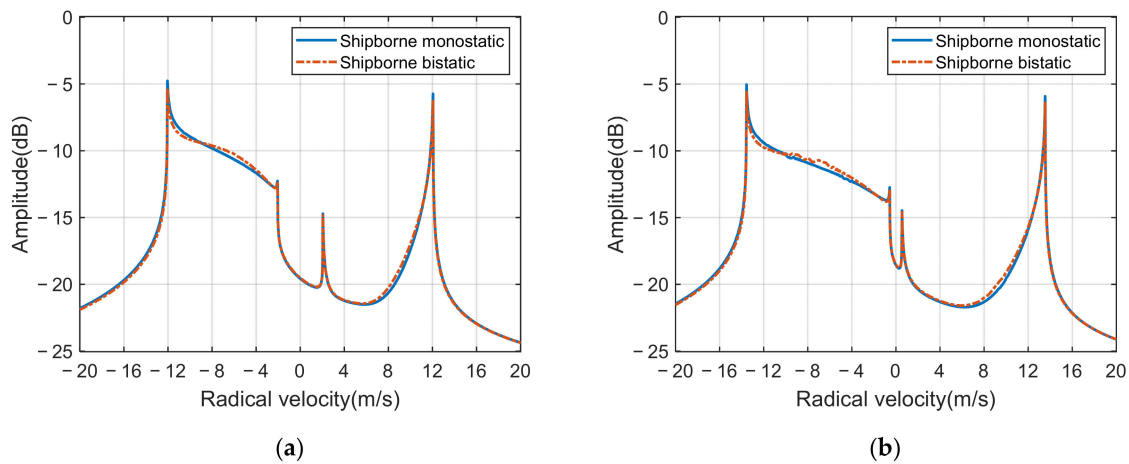 0
−5
−10
−15
−20
−25
Amplitude(dB)
Shipborne monostatic
Shipborne bistatic
−20 −16 −12 −8 −4 0 4 8 12 16 20
Radical velocity(m/s)
(a)
0
−5
−10
−15
−20
−25
Amplitude(dB)
Shipborne monostatic
Shipborne bistatic
−20 −16 −12 −8 −4 0 4 8 12 16 20
Radical velocity(m/s)
(b)